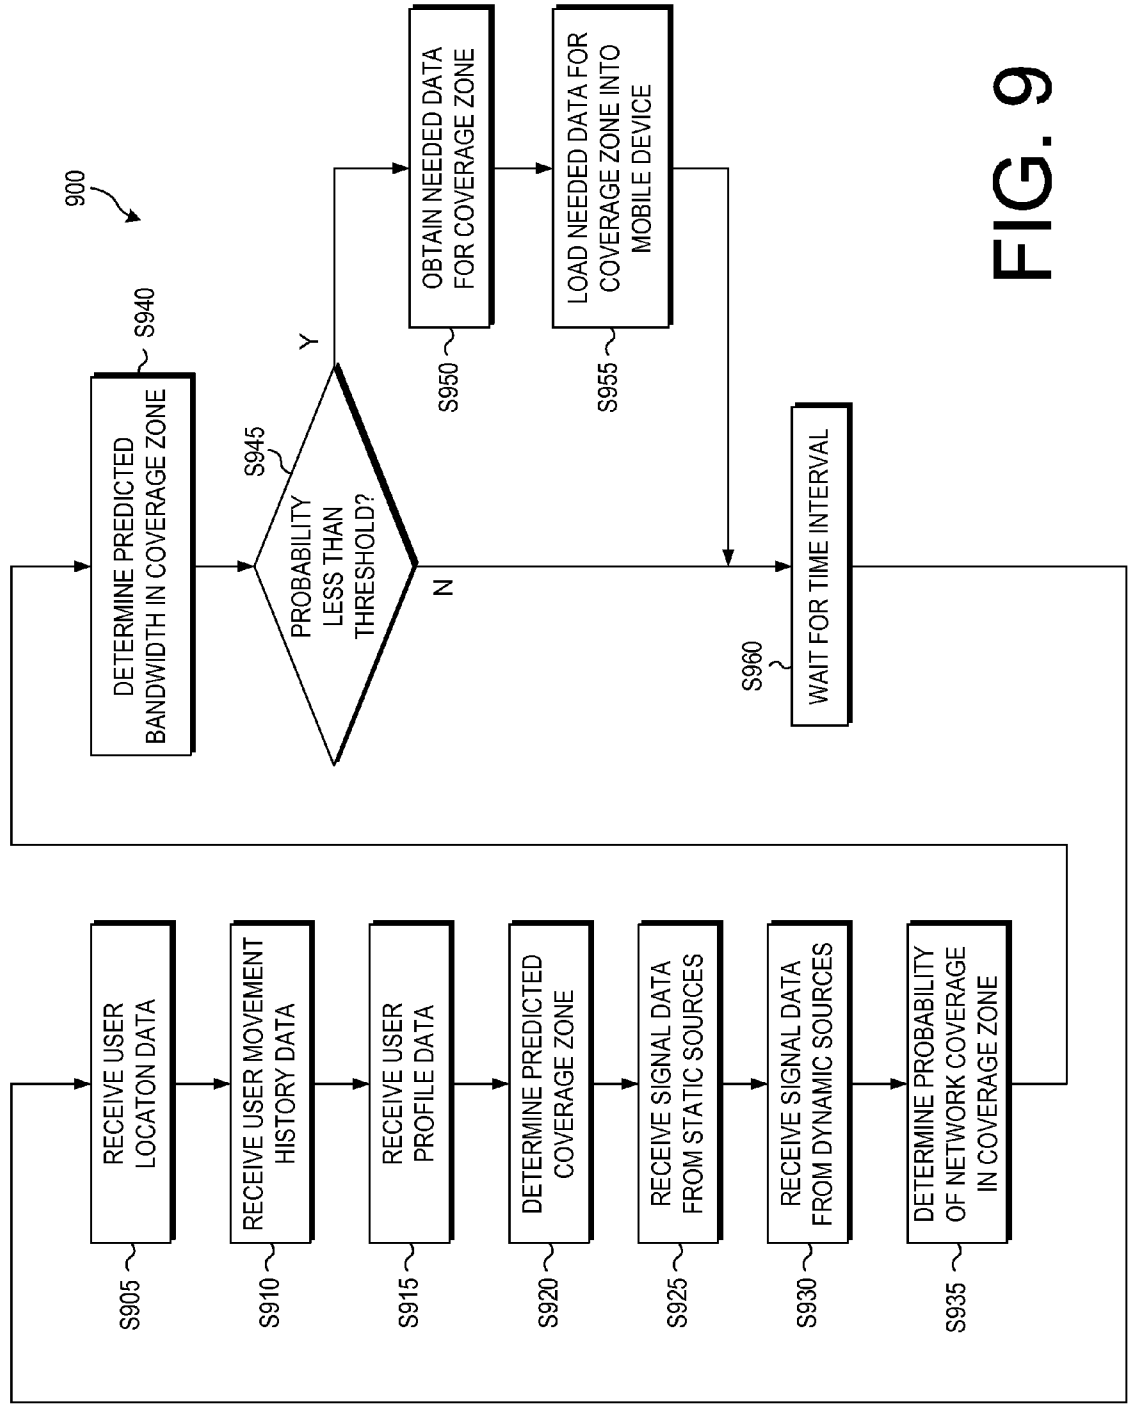 900
S905
RECEIVE USER
LOCATON DATA
S910
RECEIVE USER MOVEMENT
HISTORY DATA
S915
RECEIVE USER
PROFILE DATA
S920
DETERMINE PREDICTED
COVERAGE ZONE
S925
RECEIVE SIGNAL DATA
FROM STATIC SOURCES
S930
RECEIVE SIGNAL DATA
FROM DYNAMIC SOURCES
S935
DETERMINE PROBABILITY
OF NETWORK COVERAGE
IN COVERAGE ZONE
S940
DETERMINE PREDICTED
BANDWIDTH IN COVERAGE ZONE
S945
PROBABILITY
LESS THAN
THRESHOLD?
Y
N
S950
OBTAIN NEEDED DATA
FOR COVERAGE ZONE
S955
LOAD NEEDED DATA FOR
COVERAGE ZONE INTO
MOBILE DEVICE
S960
WAIT FOR TIME INTERVAL
FIG. 9